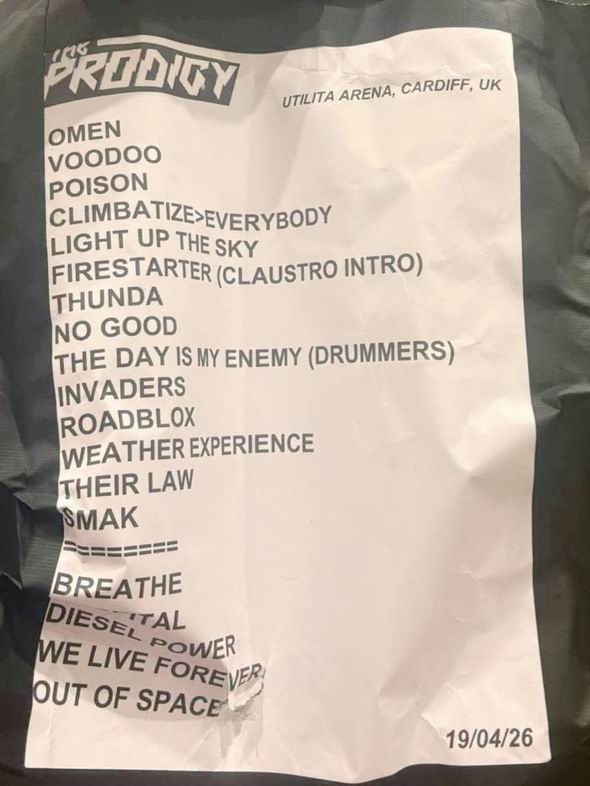 THE PRODIGY
UTILITA ARENA, CARDIFF, UK
OMEN
VOODOO
POISON
CLIMBATIZE>EVERYBODY
LIGHT UP THE SKY
FIRESTARTER (CLAUSTRO INTRO)
THUNDA
NO GOOD
THE DAY IS MY ENEMY (DRUMMERS)
INVADERS
ROADBLOX
WEATHER EXPERIENCE
THEIR LAW
SMAK
=========
BREATHE
DIESEL POWER
WE LIVE FOREVER
OUT OF SPACE
19/04/26